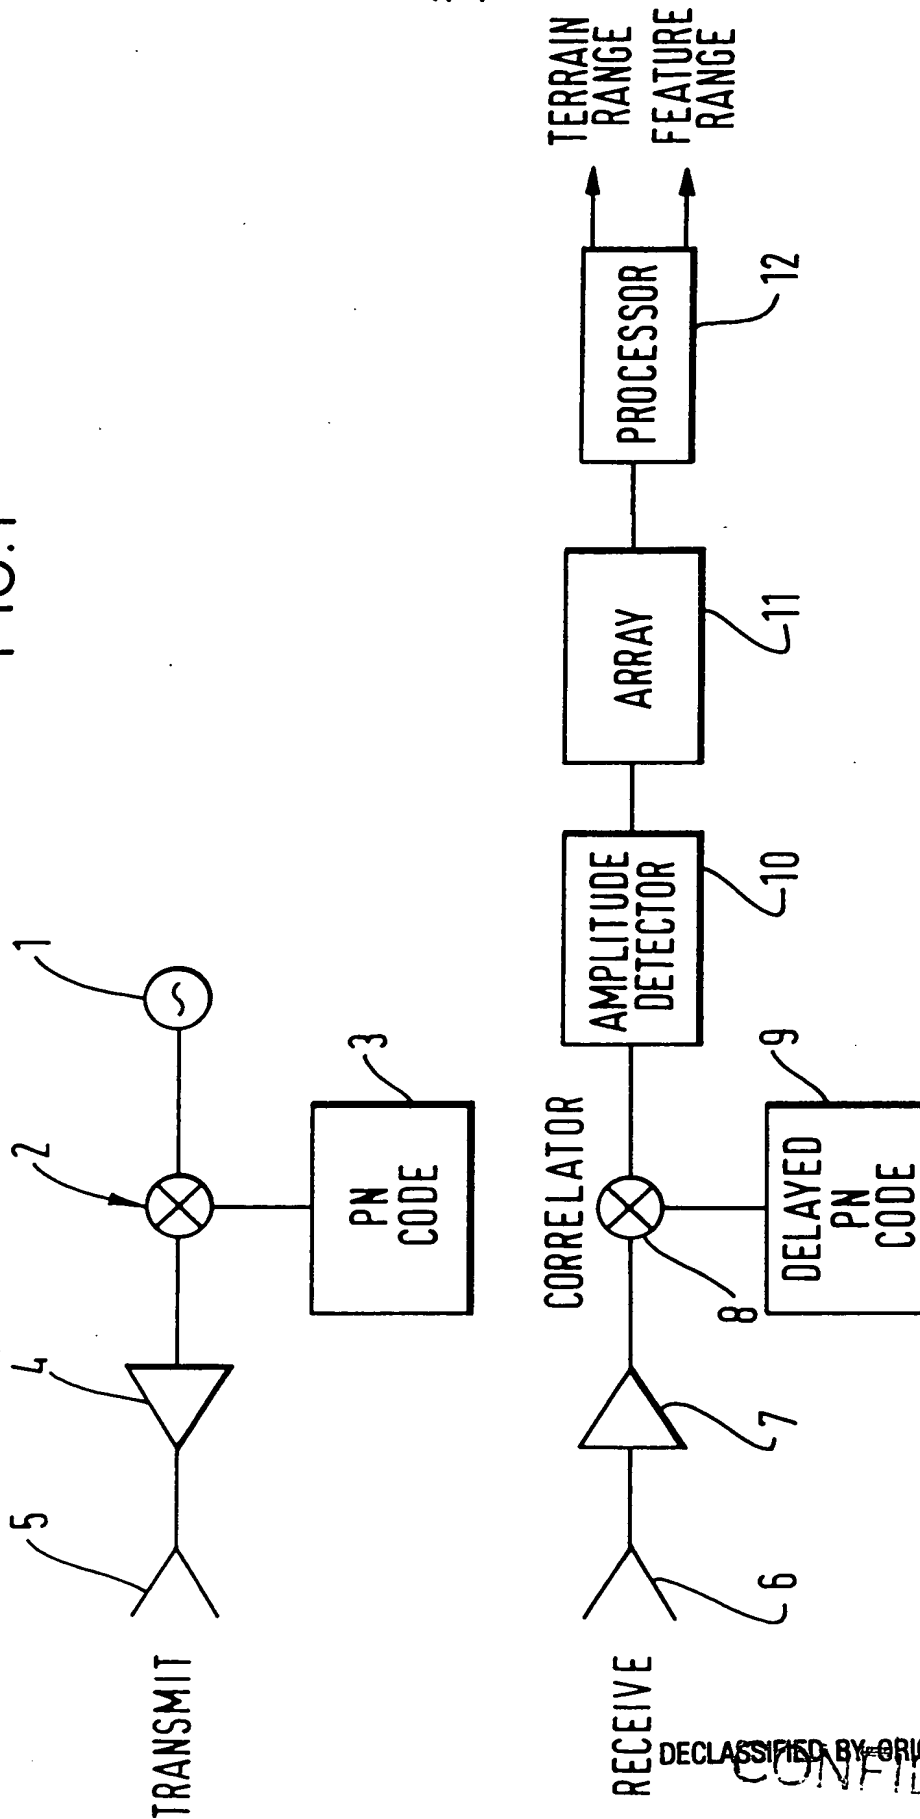 TRANSMIT
5
4
2
1
PN
CODE
3
RECEIVE
6
7
CORRELATOR
8
DELAYED
PN
CODE
9
AMPLITUDE
DETECTOR
10
ARRAY
11
PROCESSOR
12
TERRAIN
RANGE
FEATURE
RANGE
DECLASSIFIED BY